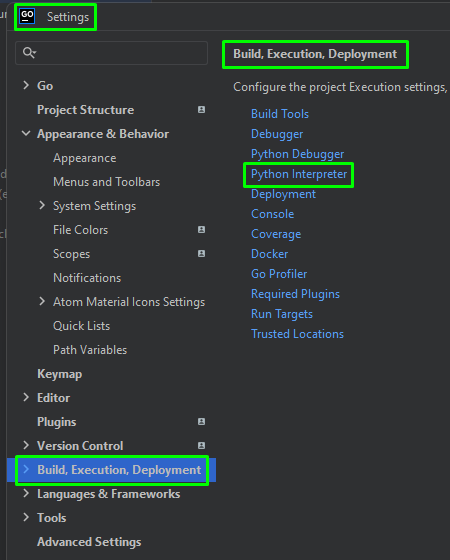 GO
Settings
Go
Project Structure
Appearance & Behavior
Appearance
Menus and Toolbars
System Settings
File Colors
Scopes
Notifications
Atom Material Icons Settings
Quick Lists
Path Variables
Keymap
Editor
Plugins
Version Control
Build, Execution, Deployment
Languages & Frameworks
Tools
Advanced Settings
Build, Execution, Deployment
Configure the project Execution settings,
Build Tools
Debugger
Python Debugger
Python Interpreter
Deployment
Console
Coverage
Docker
Go Profiler
Required Plugins
Run Targets
Trusted Locations